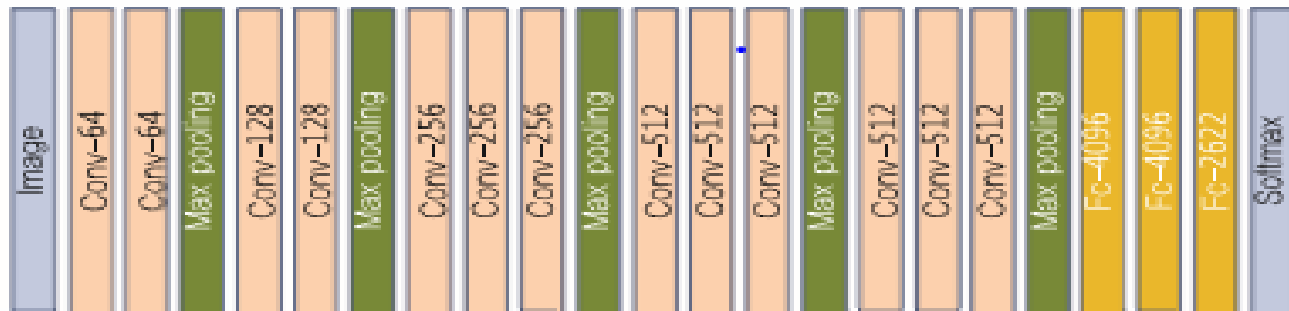 Image
Conv-64
Conv-64
Max pooling
Conv-128
Conv-128
Max pooling
Conv-256
Conv-256
Conv-256
Max pooling
Conv-512
Conv-512
Conv-512
Max pooling
Conv-512
Conv-512
Conv-512
Max pooling
Fc-4096
Fc-4096
Fc-2622
Softmax